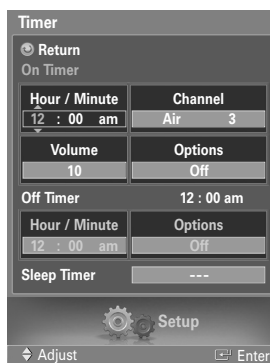 Timer
Return
On Timer
Hour / Minute Channel
12 : 00 am Air 3
Volume Options
10 Off
Off Timer 12 : 00 am
Hour / Minute Options
12 : 00 am Off
Sleep Timer ---
Setup
Adjust Enter